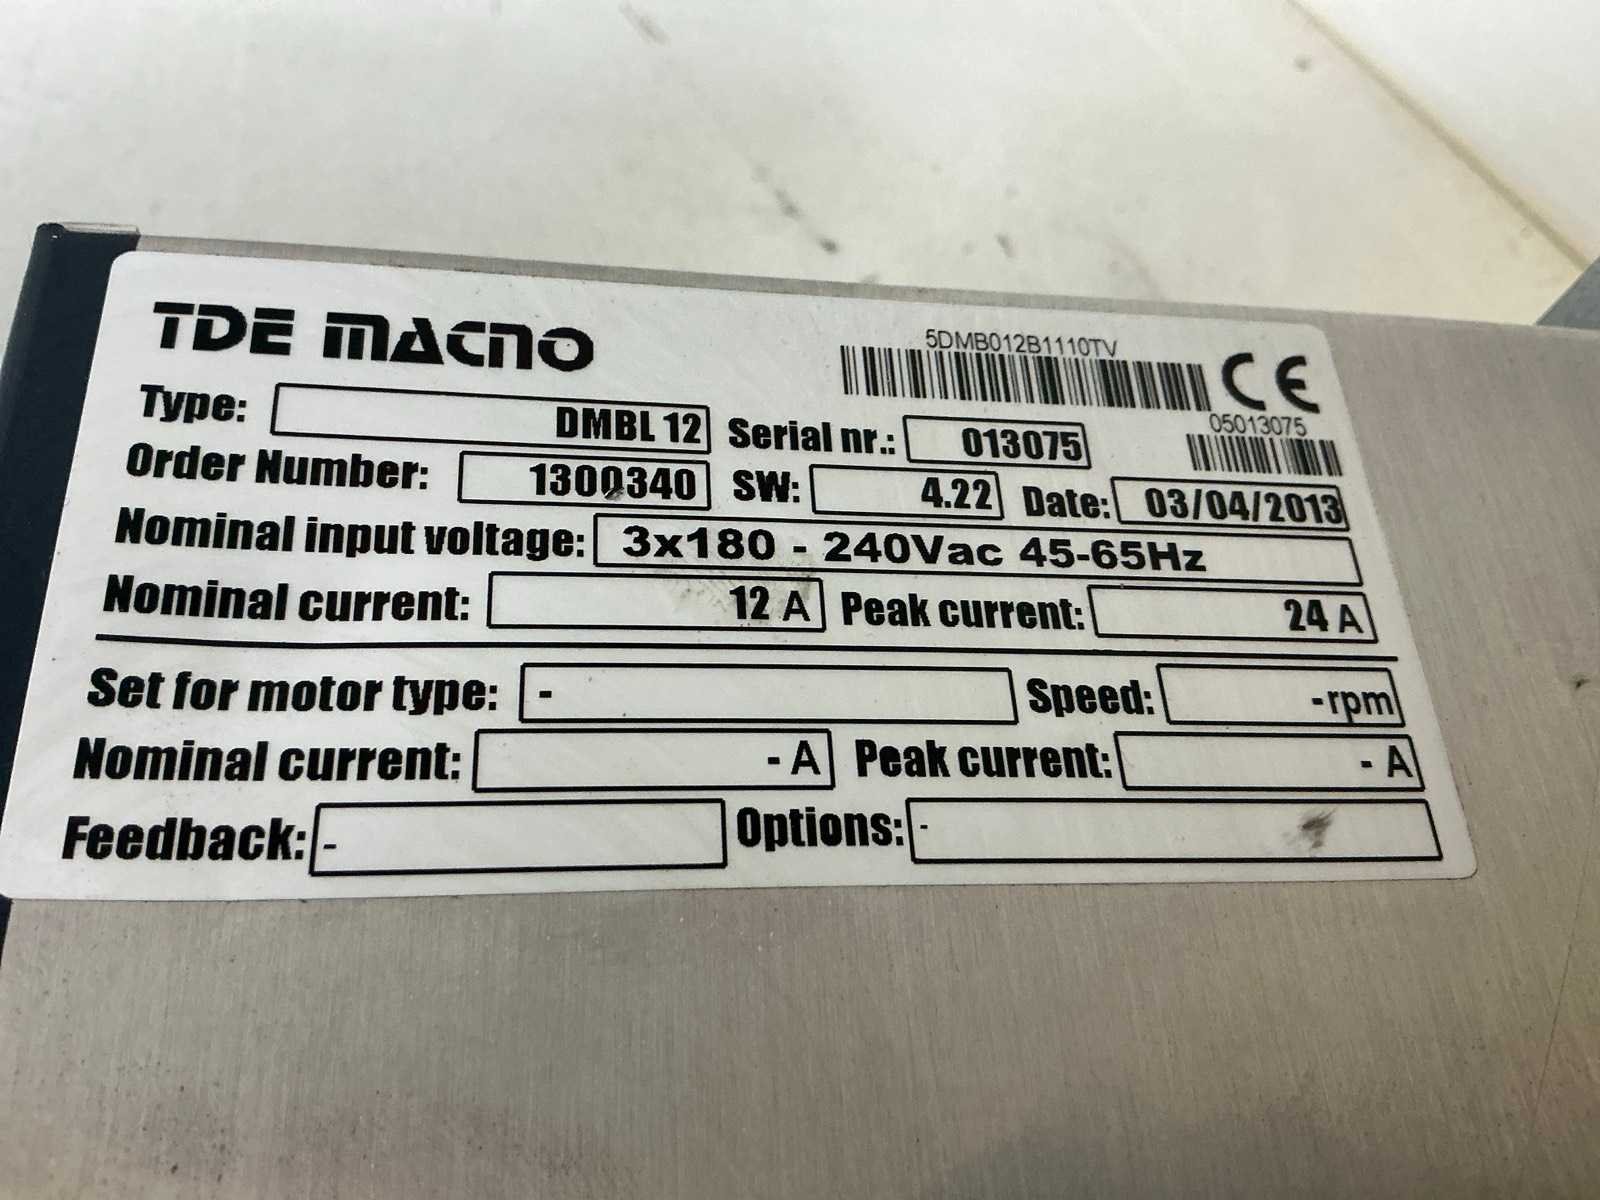 TDE MACNO
5DMB012B1110TV
CE
05013075
Type: DMBL 12 Serial nr.: 013075
Order Number: 1300340 SW: 4.22 Date: 03/04/2013
Nominal input voltage: 3x180 - 240Vac 45-65Hz
Nominal current: 12 A Peak current: 24 A
Set for motor type: - Speed: -rpm
Nominal current: - A Peak current: - A
Feedback: - Options: -